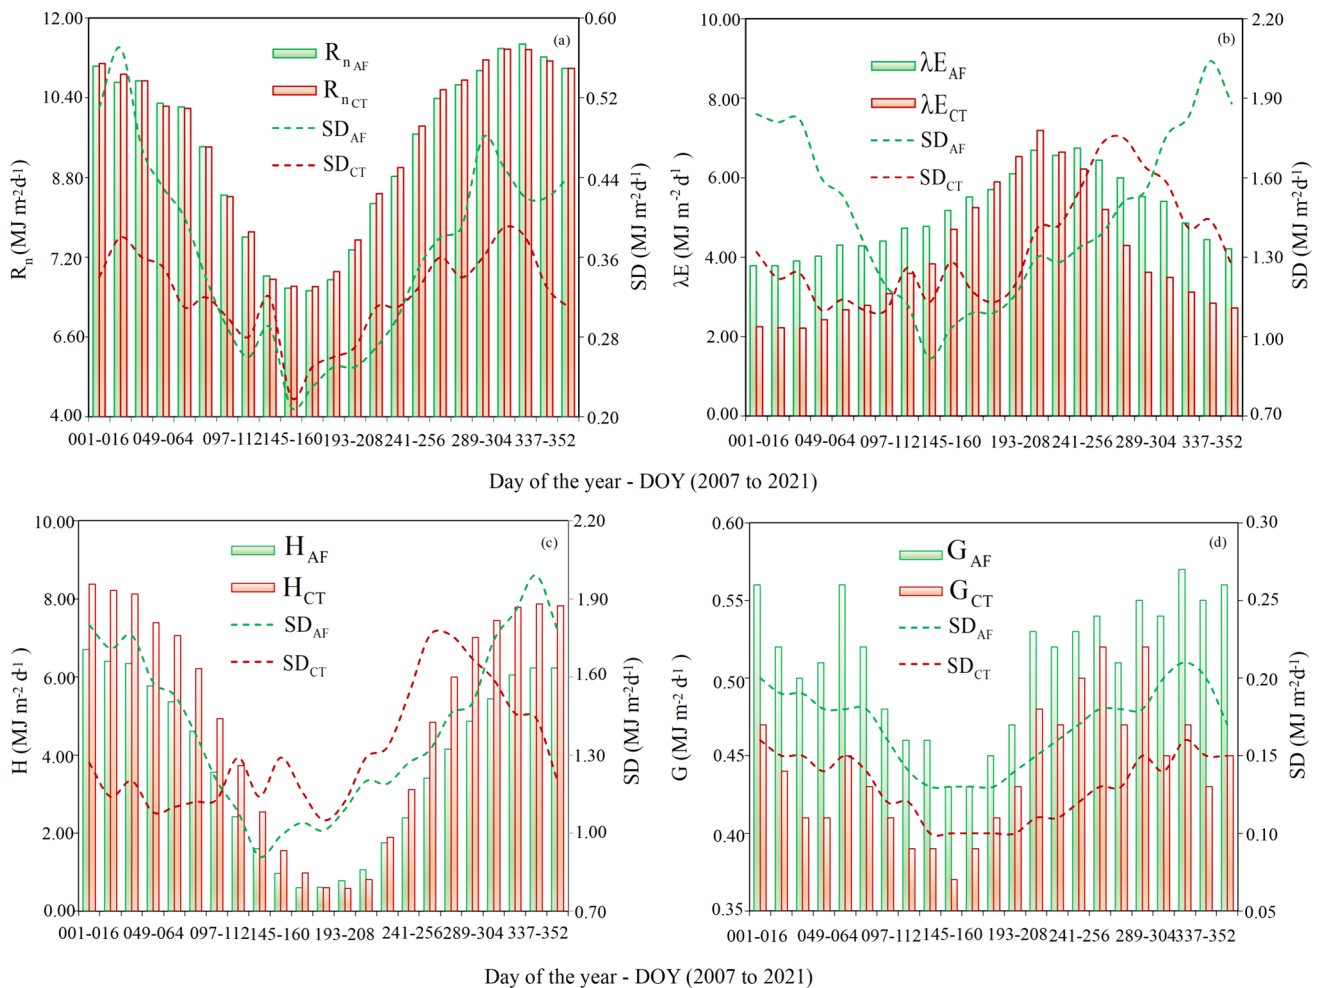 12.00
10.40
8.80
7.20
6.60
4.00
Rn (MJ m-2 d-1)
(a)
Rn AF
Rn CT
SDAF
SDCT
0.60
0.52
0.44
0.36
0.28
0.20
SD (MJ m-2d-1)
001-016 049-064 097-112 145-160 193-208 241-256 289-304 337-352
10.00
8.00
6.00
4.00
2.00
0.00
λE (MJ m-2 d-1)
(b)
λEAF
λECT
SDAF
SDCT
2.20
1.90
1.60
1.30
1.00
0.70
SD (MJ m-2d-1)
001-016 049-064 097-112 145-160 193-208 241-256 289-304 337-352
Day of the year - DOY (2007 to 2021)
10.00
8.00
6.00
4.00
2.00
0.00
H (MJ m-2 d-1)
(c)
HAF
HCT
SDAF
SDCT
2.20
1.90
1.60
1.30
1.00
0.70
SD (MJ m-2d-1)
001-016 049-064 097-112 145-160 193-208 241-256 289-304 337-352
0.60
0.55
0.50
0.45
0.40
0.35
G (MJ m-2 d-1)
(d)
GAF
GCT
SDAF
SDCT
0.30
0.25
0.20
0.15
0.10
0.05
SD (MJ m-2d-1)
001-016 049-064 097-112 145-160 193-208 241-256 289-304 337-352
Day of the year - DOY (2007 to 2021)